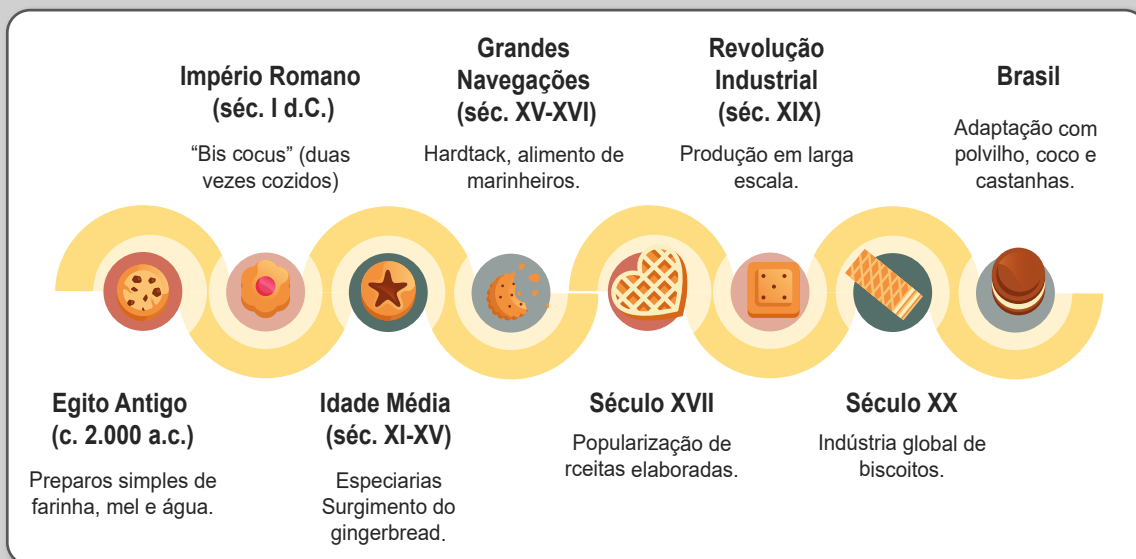 Egito Antigo
(c. 2.000 a.c.)
Preparos simples de
farinha, mel e água.
Império Romano
(séc. I d.C.)
“Bis cocus” (duas
vezes cozidos)
Idade Média
(séc. XI-XV)
Especiarias
Surgimento do
gingerbread.
Grandes
Navegações
(séc. XV-XVI)
Hardtack, alimento de
marinheiros.
Século XVII
Popularização de
rceitas elaboradas.
Revolução
Industrial
(séc. XIX)
Produção em larga
escala.
Século XX
Indústria global de
biscoitos.
Brasil
Adaptação com
polvilho, coco e
castanhas.